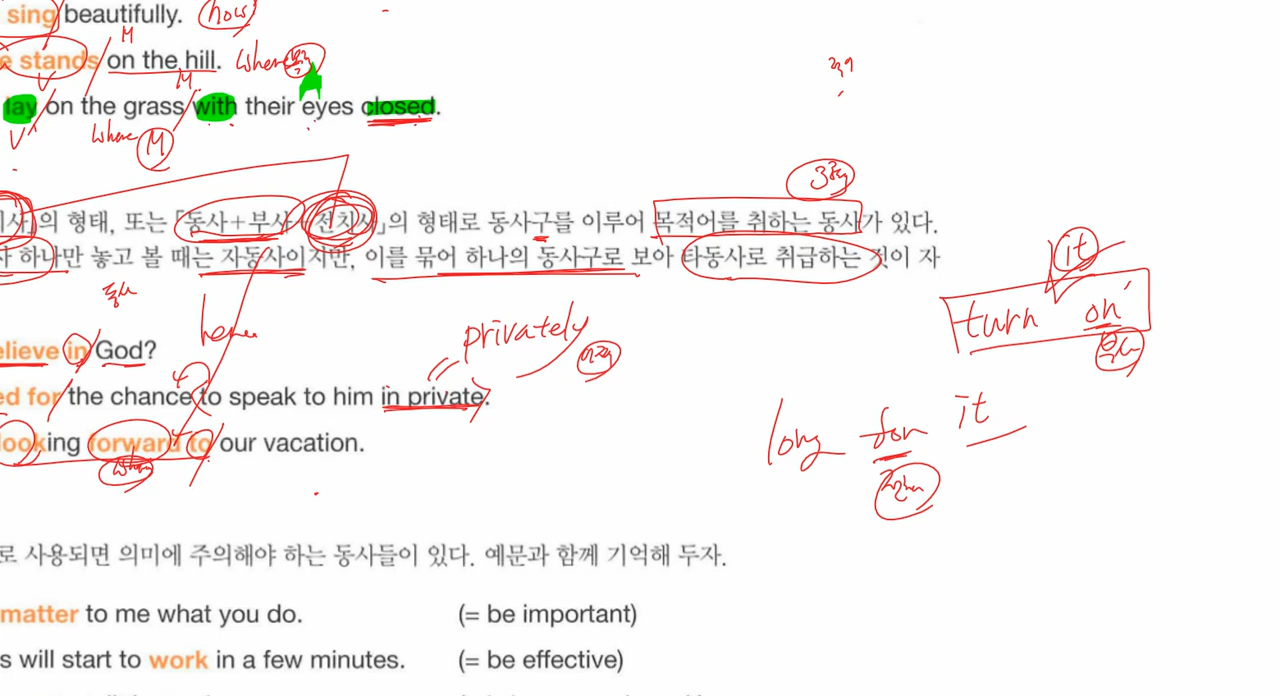 sing beautifully. how
stands on the hill. where M
lay on the grass with their eyes closed.
V where M
」의 형태, 또는 「동사+부사+전치사」의 형태로 동사구를 이루어 목적어를 취하는 동사가 있다.
하나만 놓고 볼 때는 자동사이지만, 이를 묶어 하나의 동사구로 보아 타동사로 취급하는 것이 자
it
turn on
부사
privately
elieve in God?
ed for the chance to speak to him in private.
long for it
looking forward to our vacation.
로 사용되면 의미에 주의해야 하는 동사들이 있다. 예문과 함께 기억해 두자.
matter to me what you do. (= be important)
s will start to work in a few minutes. (= be effective)